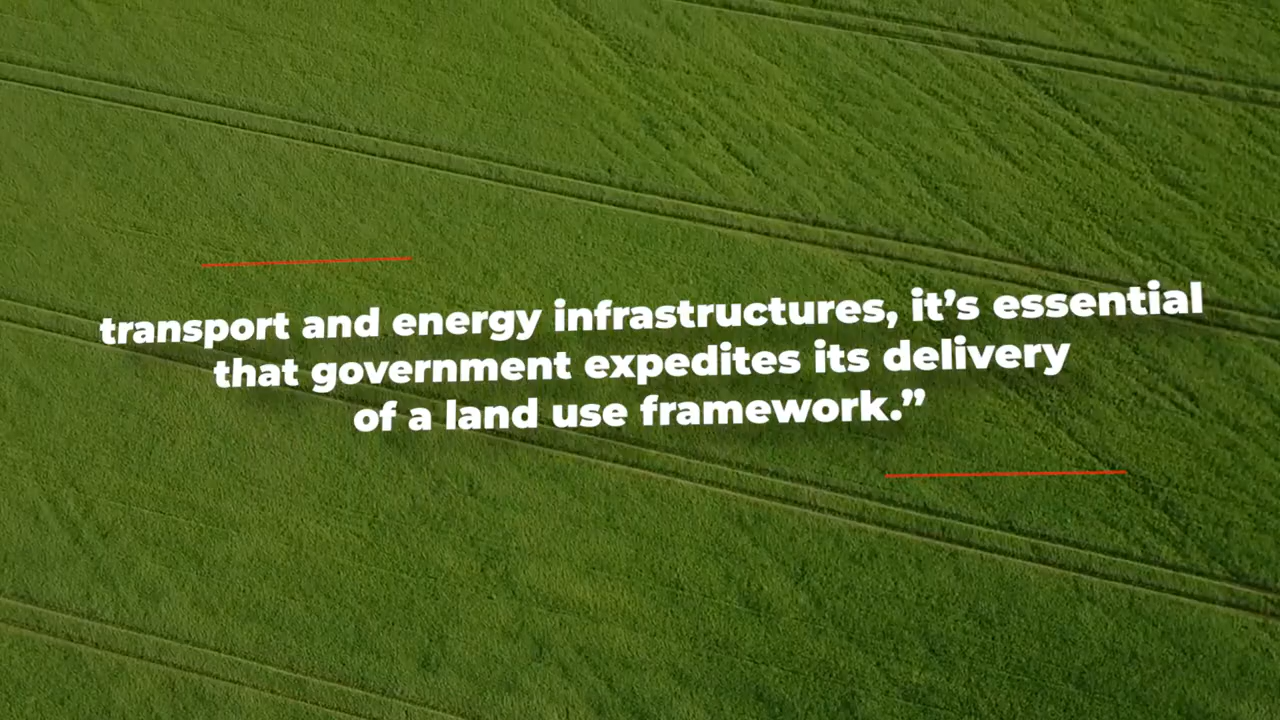 transport and energy infrastructures, it’s essential
that government expedites its delivery
of a land use framework.”